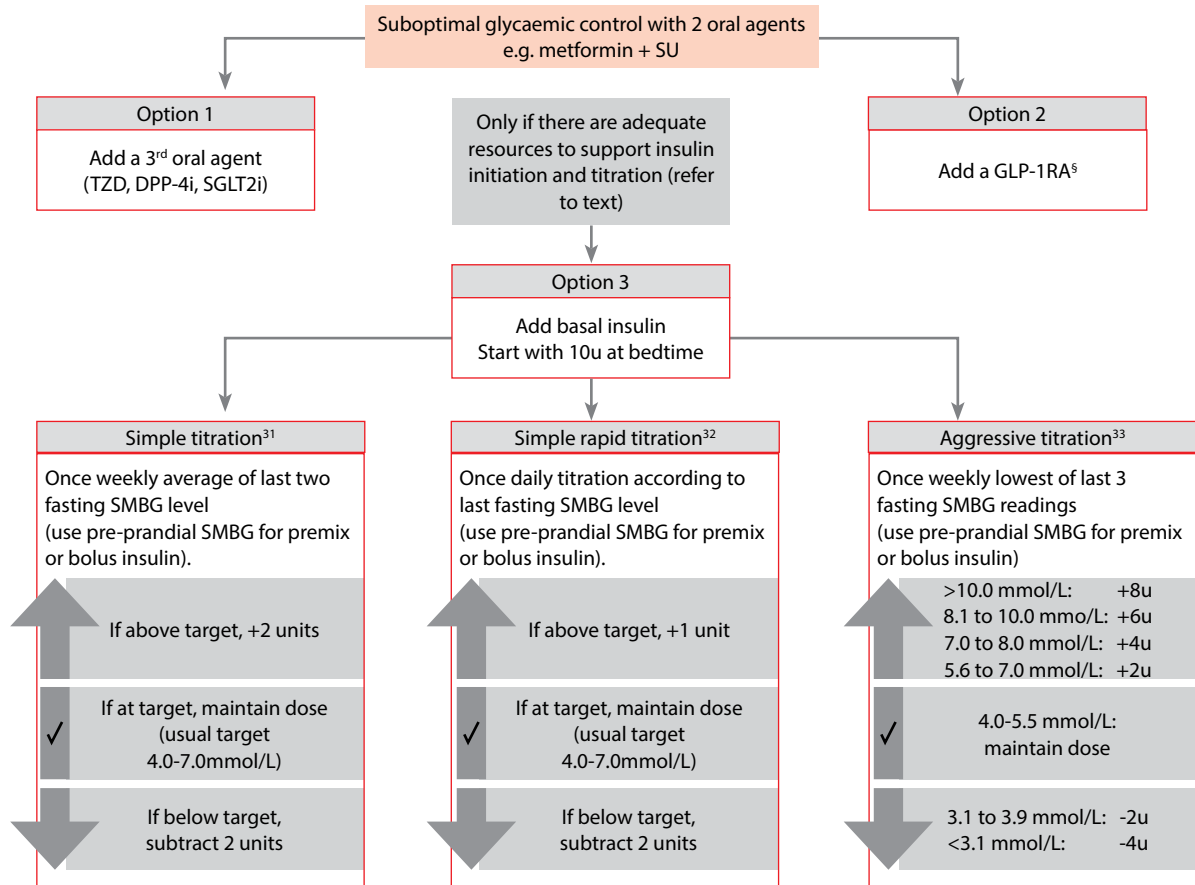 Suboptimal glycaemic control with 2 oral agents
e.g. metformin + SU
Option 1
Add a 3rd oral agent
(TZD, DPP-4i, SGLT2i)
Only if there are adequate
resources to support insulin
initiation and titration (refer
to text)
Option 2
Add a GLP-1RA§
Option 3
Add basal insulin
Start with 10u at bedtime
Simple titration31
Once weekly average of last two
fasting SMBG level
(use pre-prandial SMBG for premix
or bolus insulin).
If above target, +2 units
✓
If at target, maintain dose
(usual target
4.0-7.0mmol/L)
If below target,
subtract 2 units
Simple rapid titration32
Once daily titration according to
last fasting SMBG level
(use pre-prandial SMBG for premix
or bolus insulin).
If above target, +1 unit
✓
If at target, maintain dose
(usual target
4.0-7.0mmol/L)
If below target,
subtract 2 units
Aggressive titration33
Once weekly lowest of last 3
fasting SMBG readings
(use pre-prandial SMBG for premix
or bolus insulin)
>10.0 mmol/L: +8u
8.1 to 10.0 mmo/L: +6u
7.0 to 8.0 mmol/L: +4u
5.6 to 7.0 mmol/L: +2u
✓
4.0-5.5 mmol/L:
maintain dose
3.1 to 3.9 mmol/L: -2u
<3.1 mmol/L: -4u